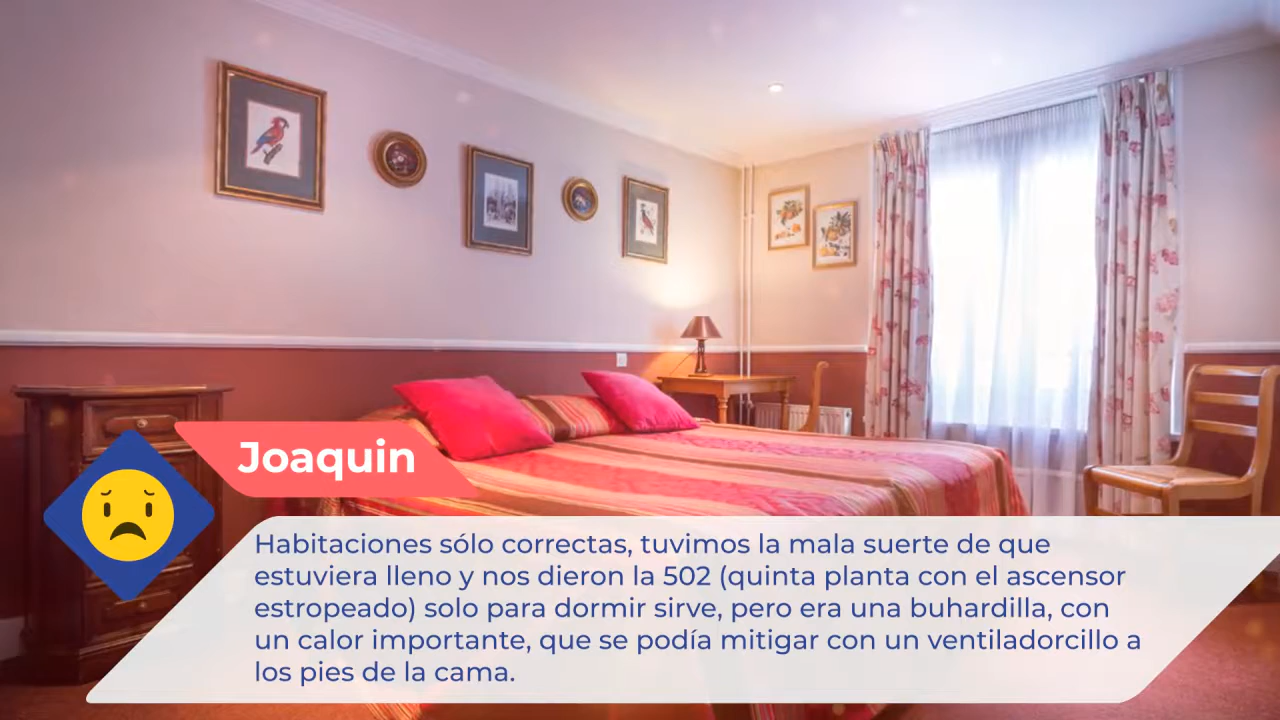 Joaquin
Habitaciones sólo correctas, tuvimos la mala suerte de que
estuviera lleno y nos dieron la 502 (quinta planta con el ascensor
estropeado) solo para dormir sirve, pero era una buhardilla, con
un calor importante, que se podía mitigar con un ventiladorcillo a
los pies de la cama.